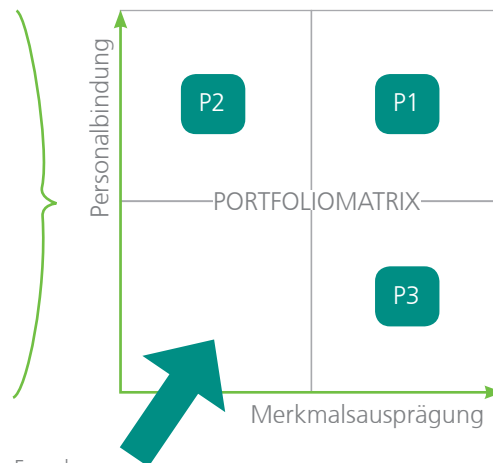 Personalbindung
P2
P1
PORTFOLIOMATRIX
P3
Merkmalsausprägung